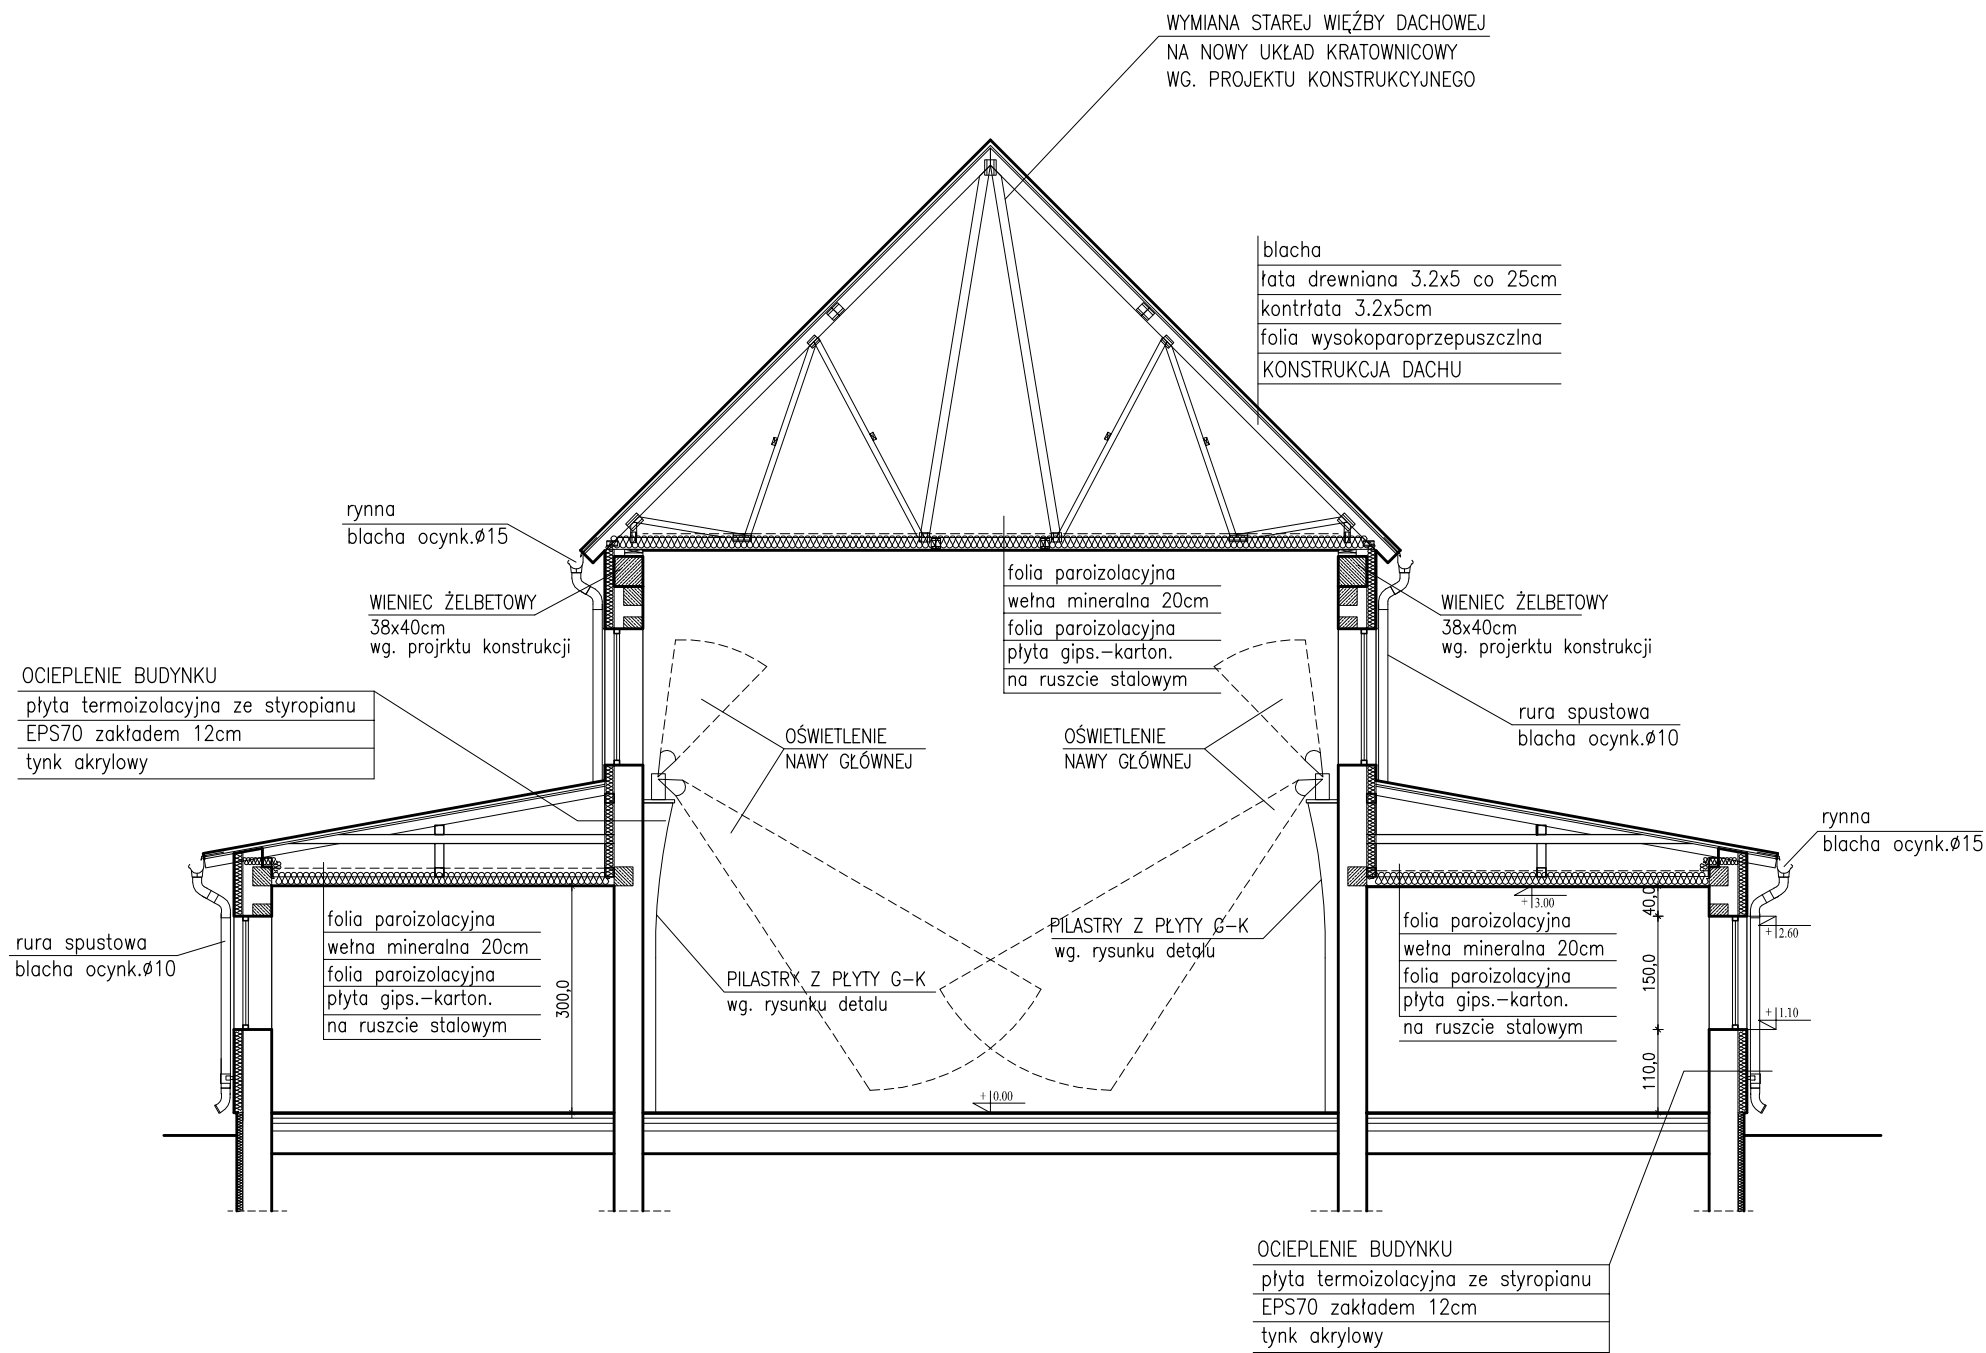 WYMIANA STAREJ WIĘŹBY DACHOWEJ
NA NOWY UKŁAD KRATOWNICOWY
WG. PROJEKTU KONSTRUKCYJNEGO
blacha
łata drewniana 3.2x5 co 25cm
kontrłata 3.2x5cm
folia wysokoparoprzepuszczlna
KONSTRUKCJA DACHU
rynna
blacha ocynk.ø15
WIENIEC ŻELBETOWY
38x40cm
wg. projrktu konstrukcji
folia paroizolacyjna
wełna mineralna 20cm
folia paroizolacyjna
płyta gips.-karton.
na ruszcie stalowym
WIENIEC ŻELBETOWY
38x40cm
wg. projerktu konstrukcji
OCIEPLENIE BUDYNKU
płyta termoizolacyjna ze styropianu
EPS70 zakładem 12cm
tynk akrylowy
OŚWIETLENIE
NAWY GŁÓWNEJ
OŚWIETLENIE
NAWY GŁÓWNEJ
rura spustowa
blacha ocynk.ø10
rynna
blacha ocynk.ø15
rura spustowa
blacha ocynk.ø10
folia paroizolacyjna
wełna mineralna 20cm
folia paroizolacyjna
płyta gips.-karton.
na ruszcie stalowym
300,0
PILASTRY Z PŁYTY G-K
wg. rysunku detalu
PILASTRY Z PŁYTY G-K
wg. rysunku detalu
+3.00
folia paroizolacyjna
wełna mineralna 20cm
folia paroizolacyjna
płyta gips.-karton.
na ruszcie stalowym
40,0
150,0
110,0
+2.60
+1.10
+0.00
OCIEPLENIE BUDYNKU
płyta termoizolacyjna ze styropianu
EPS70 zakładem 12cm
tynk akrylowy